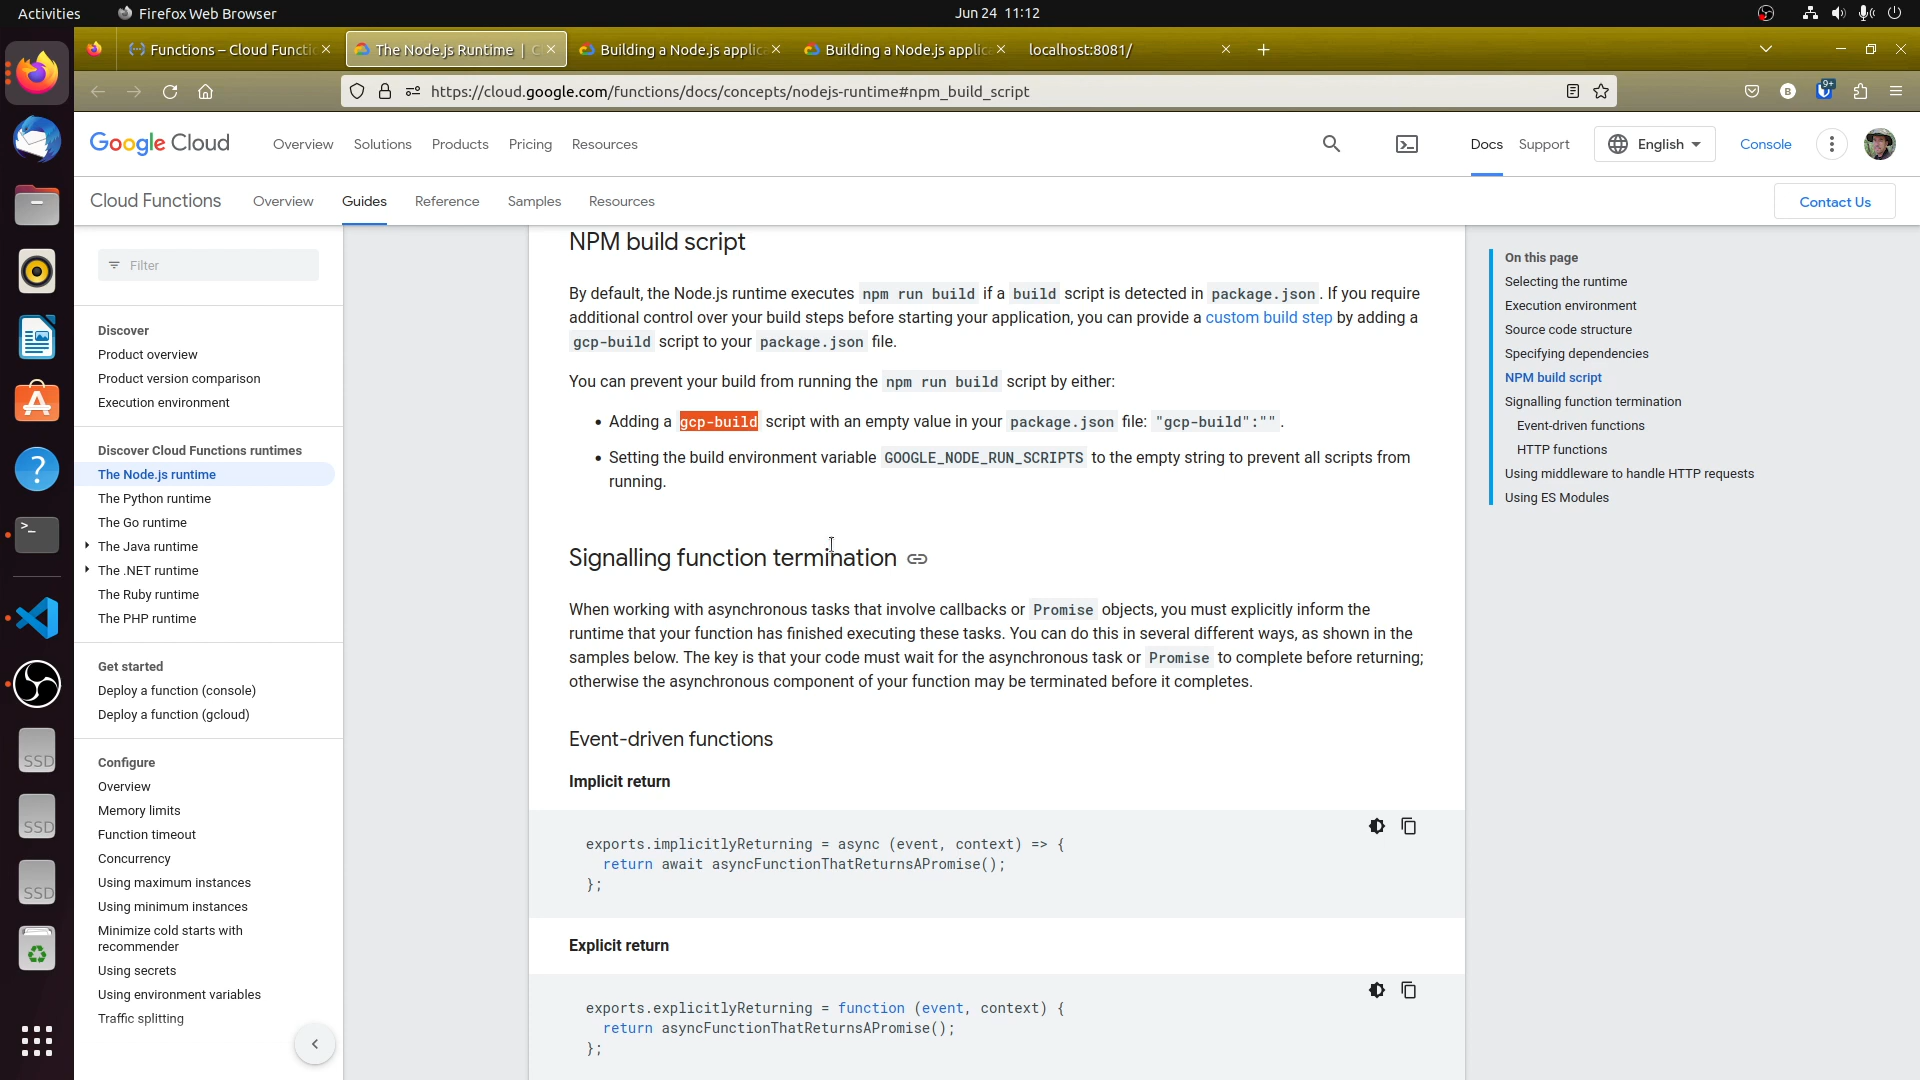 Activities
Firefox Web Browser
Jun 24 11:12
Functions – Cloud Functi
The Node.js Runtime | C
Building a Node.js applic
Building a Node.js applic
localhost:8081/
https://cloud.google.com/functions/docs/concepts/nodejs-runtime#npm_build_script
B
9+
Google Cloud
Overview
Solutions
Products
Pricing
Resources
Docs
Support
English
Console
Cloud Functions
Overview
Guides
Reference
Samples
Resources
Contact Us
Filter
Discover
Product overview
Product version comparison
Execution environment
Discover Cloud Functions runtimes
The Node.js runtime
The Python runtime
The Go runtime
The Java runtime
The .NET runtime
The Ruby runtime
The PHP runtime
Get started
Deploy a function (console)
Deploy a function (gcloud)
Configure
Overview
Memory limits
Function timeout
Concurrency
Using maximum instances
Using minimum instances
Minimize cold starts with
recommender
Using secrets
Using environment variables
Traffic splitting
SSD
SSD
SSD
NPM build script
By default, the Node.js runtime executes npm run build if a build script is detected in package.json. If you require
additional control over your build steps before starting your application, you can provide a custom build step by adding a
gcp-build script to your package.json file.
You can prevent your build from running the npm run build script by either:
• Adding a gcp-build script with an empty value in your package.json file: "gcp-build":"".
• Setting the build environment variable GOOGLE_NODE_RUN_SCRIPTS to the empty string to prevent all scripts from
running.
Signalling function termination
When working with asynchronous tasks that involve callbacks or Promise objects, you must explicitly inform the
runtime that your function has finished executing these tasks. You can do this in several different ways, as shown in the
samples below. The key is that your code must wait for the asynchronous task or Promise to complete before returning;
otherwise the asynchronous component of your function may be terminated before it completes.
Event-driven functions
Implicit return
exports.implicitlyReturning = async (event, context) => {
return await asyncFunctionThatReturnsAPromise();
};
Explicit return
exports.explicitlyReturning = function (event, context) {
return asyncFunctionThatReturnsAPromise();
};
On this page
Selecting the runtime
Execution environment
Source code structure
Specifying dependencies
NPM build script
Signalling function termination
Event-driven functions
HTTP functions
Using middleware to handle HTTP requests
Using ES Modules